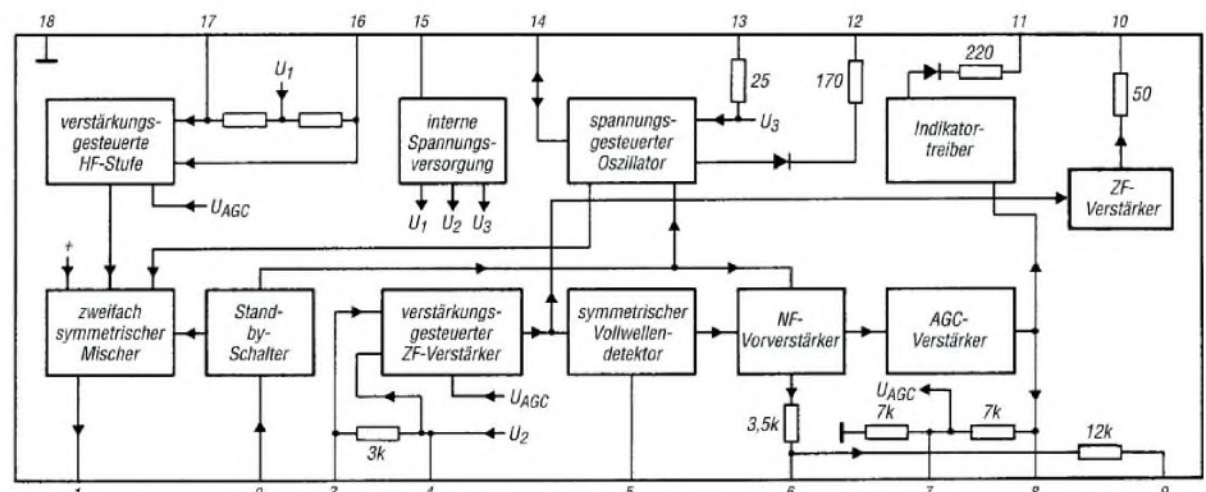 18
17
16
15
14
13
12
11
10
U1
25
170
220
50
verstärkungs-
gesteuerte
HF-Stufe
interne
Spannungs-
versorgung
spannungs-
gesteuerter
Oszillator
U3
Indikator-
treiber
ZF-
Verstärker
UAGC
U1 U2 U3
+
zweifach
symmetrischer
Mischer
Stand-
by-
Schalter
verstärkungs-
gesteuerter
ZF-Verstärker
symmetrischer
Vollwellen-
detektor
NF-
Vorverstärker
AGC-
Verstärker
UAGC
UAGC
3k
U2
3,5k
7k
7k
12k
1
2
3
4
5
6
7
8
9